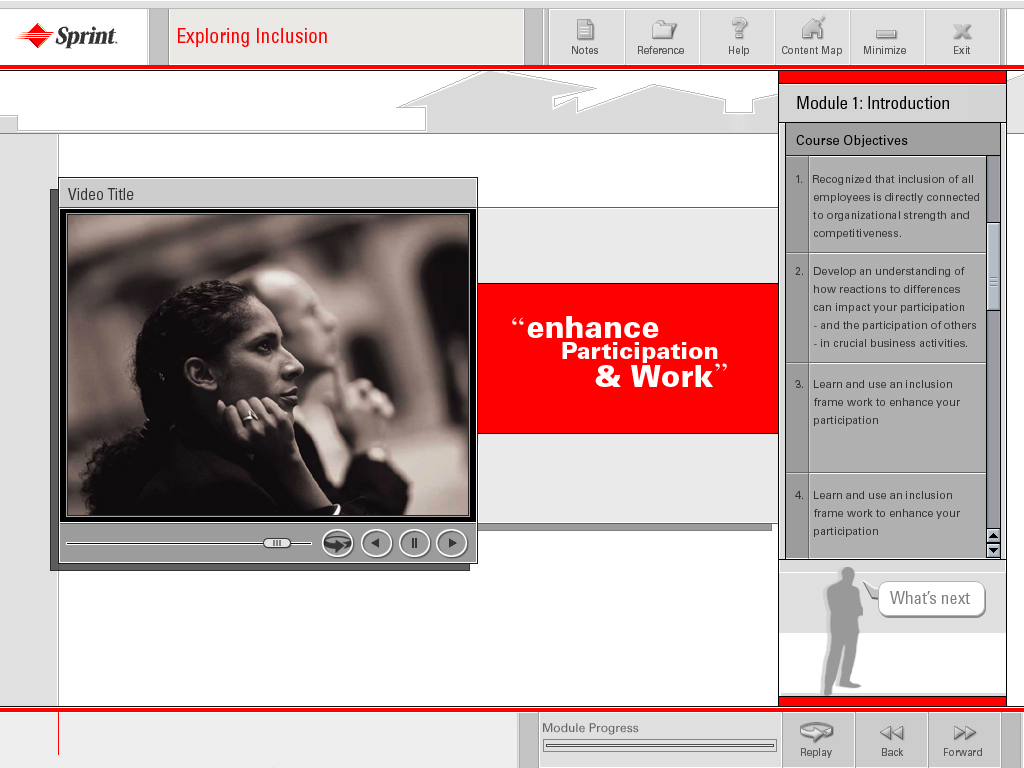 Sprint.
Exploring Inclusion
Notes
Reference
Help
Content Map
Minimize
Exit
Video Title
“enhance
Participation
& Work”
Module 1: Introduction
Course Objectives
1. Recognized that inclusion of all
employees is directly connected
to organizational strength and
competitiveness.
2. Develop an understanding of
how reactions to differences
can impact your participation
- and the participation of others
- in crucial business activities.
3. Learn and use an inclusion
frame work to enhance your
participation
4. Learn and use an inclusion
frame work to enhance your
participation
What's next
Module Progress
Replay
Back
Forward